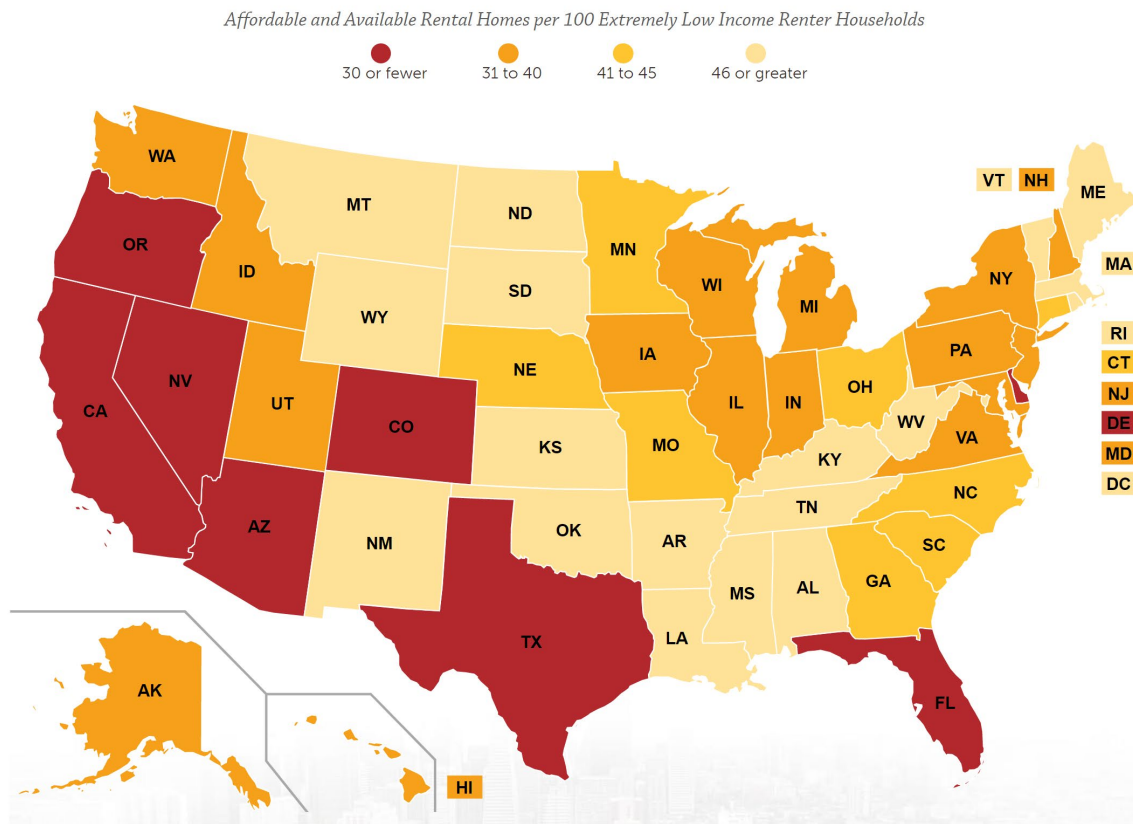 Affordable and Available Rental Homes per 100 Extremely Low Income Renter Households
30 or fewer
31 to 40
41 to 45
46 or greater
WA
MT
ND
MN
VT
NH
ME
OR
ID
SD
WI
MI
NY
MA
WY
RI
IA
PA
CT
NE
NV
UT
IL
IN
OH
NJ
CA
CO
KS
MO
WV
VA
DE
KY
MD
DC
NC
TN
AZ
NM
OK
AR
SC
GA
MS
AL
LA
TX
AK
FL
HI